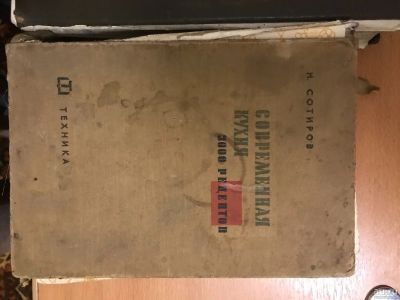 Н. СОТИРОВ
СОВРЕМЕННАЯ
КУХНЯ
3000 РЕЦЕПТОВ
ТЕХНИКА